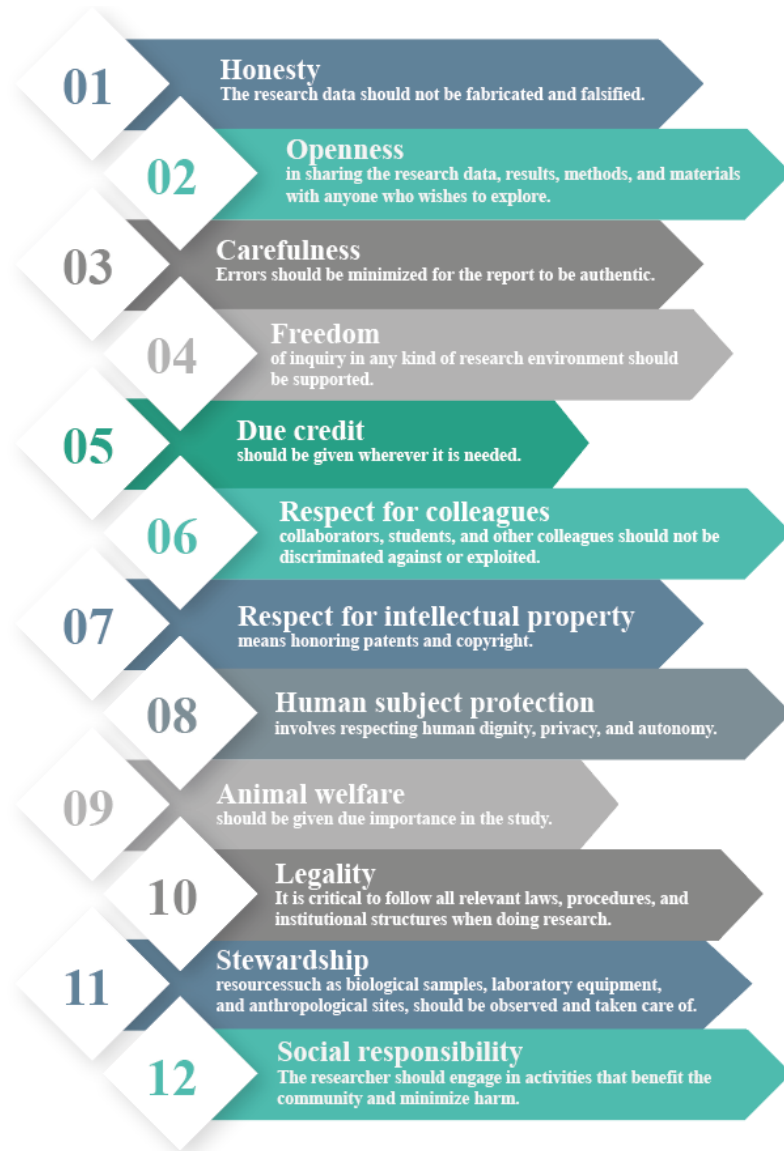 01
Honesty
The research data should not be fabricated and falsified.
02
Openness
in sharing the research data, results, methods, and materials
with anyone who wishes to explore.
03
Carefulness
Errors should be minimized for the report to be authentic.
04
Freedom
of inquiry in any kind of research environment should
be supported.
05
Due credit
should be given wherever it is needed.
06
Respect for colleagues
collaborators, students, and other colleagues should not be
discriminated against or exploited.
07
Respect for intellectual property
means honoring patents and copyright.
08
Human subject protection
involves respecting human dignity, privacy, and autonomy.
09
Animal welfare
should be given due importance in the study.
10
Legality
It is critical to follow all relevant laws, procedures, and
institutional structures when doing research.
11
Stewardship
resourcessuch as biological samples, laboratory equipment,
and anthropological sites, should be observed and taken care of.
12
Social responsibility
The researcher should engage in activities that benefit the
community and minimize harm.